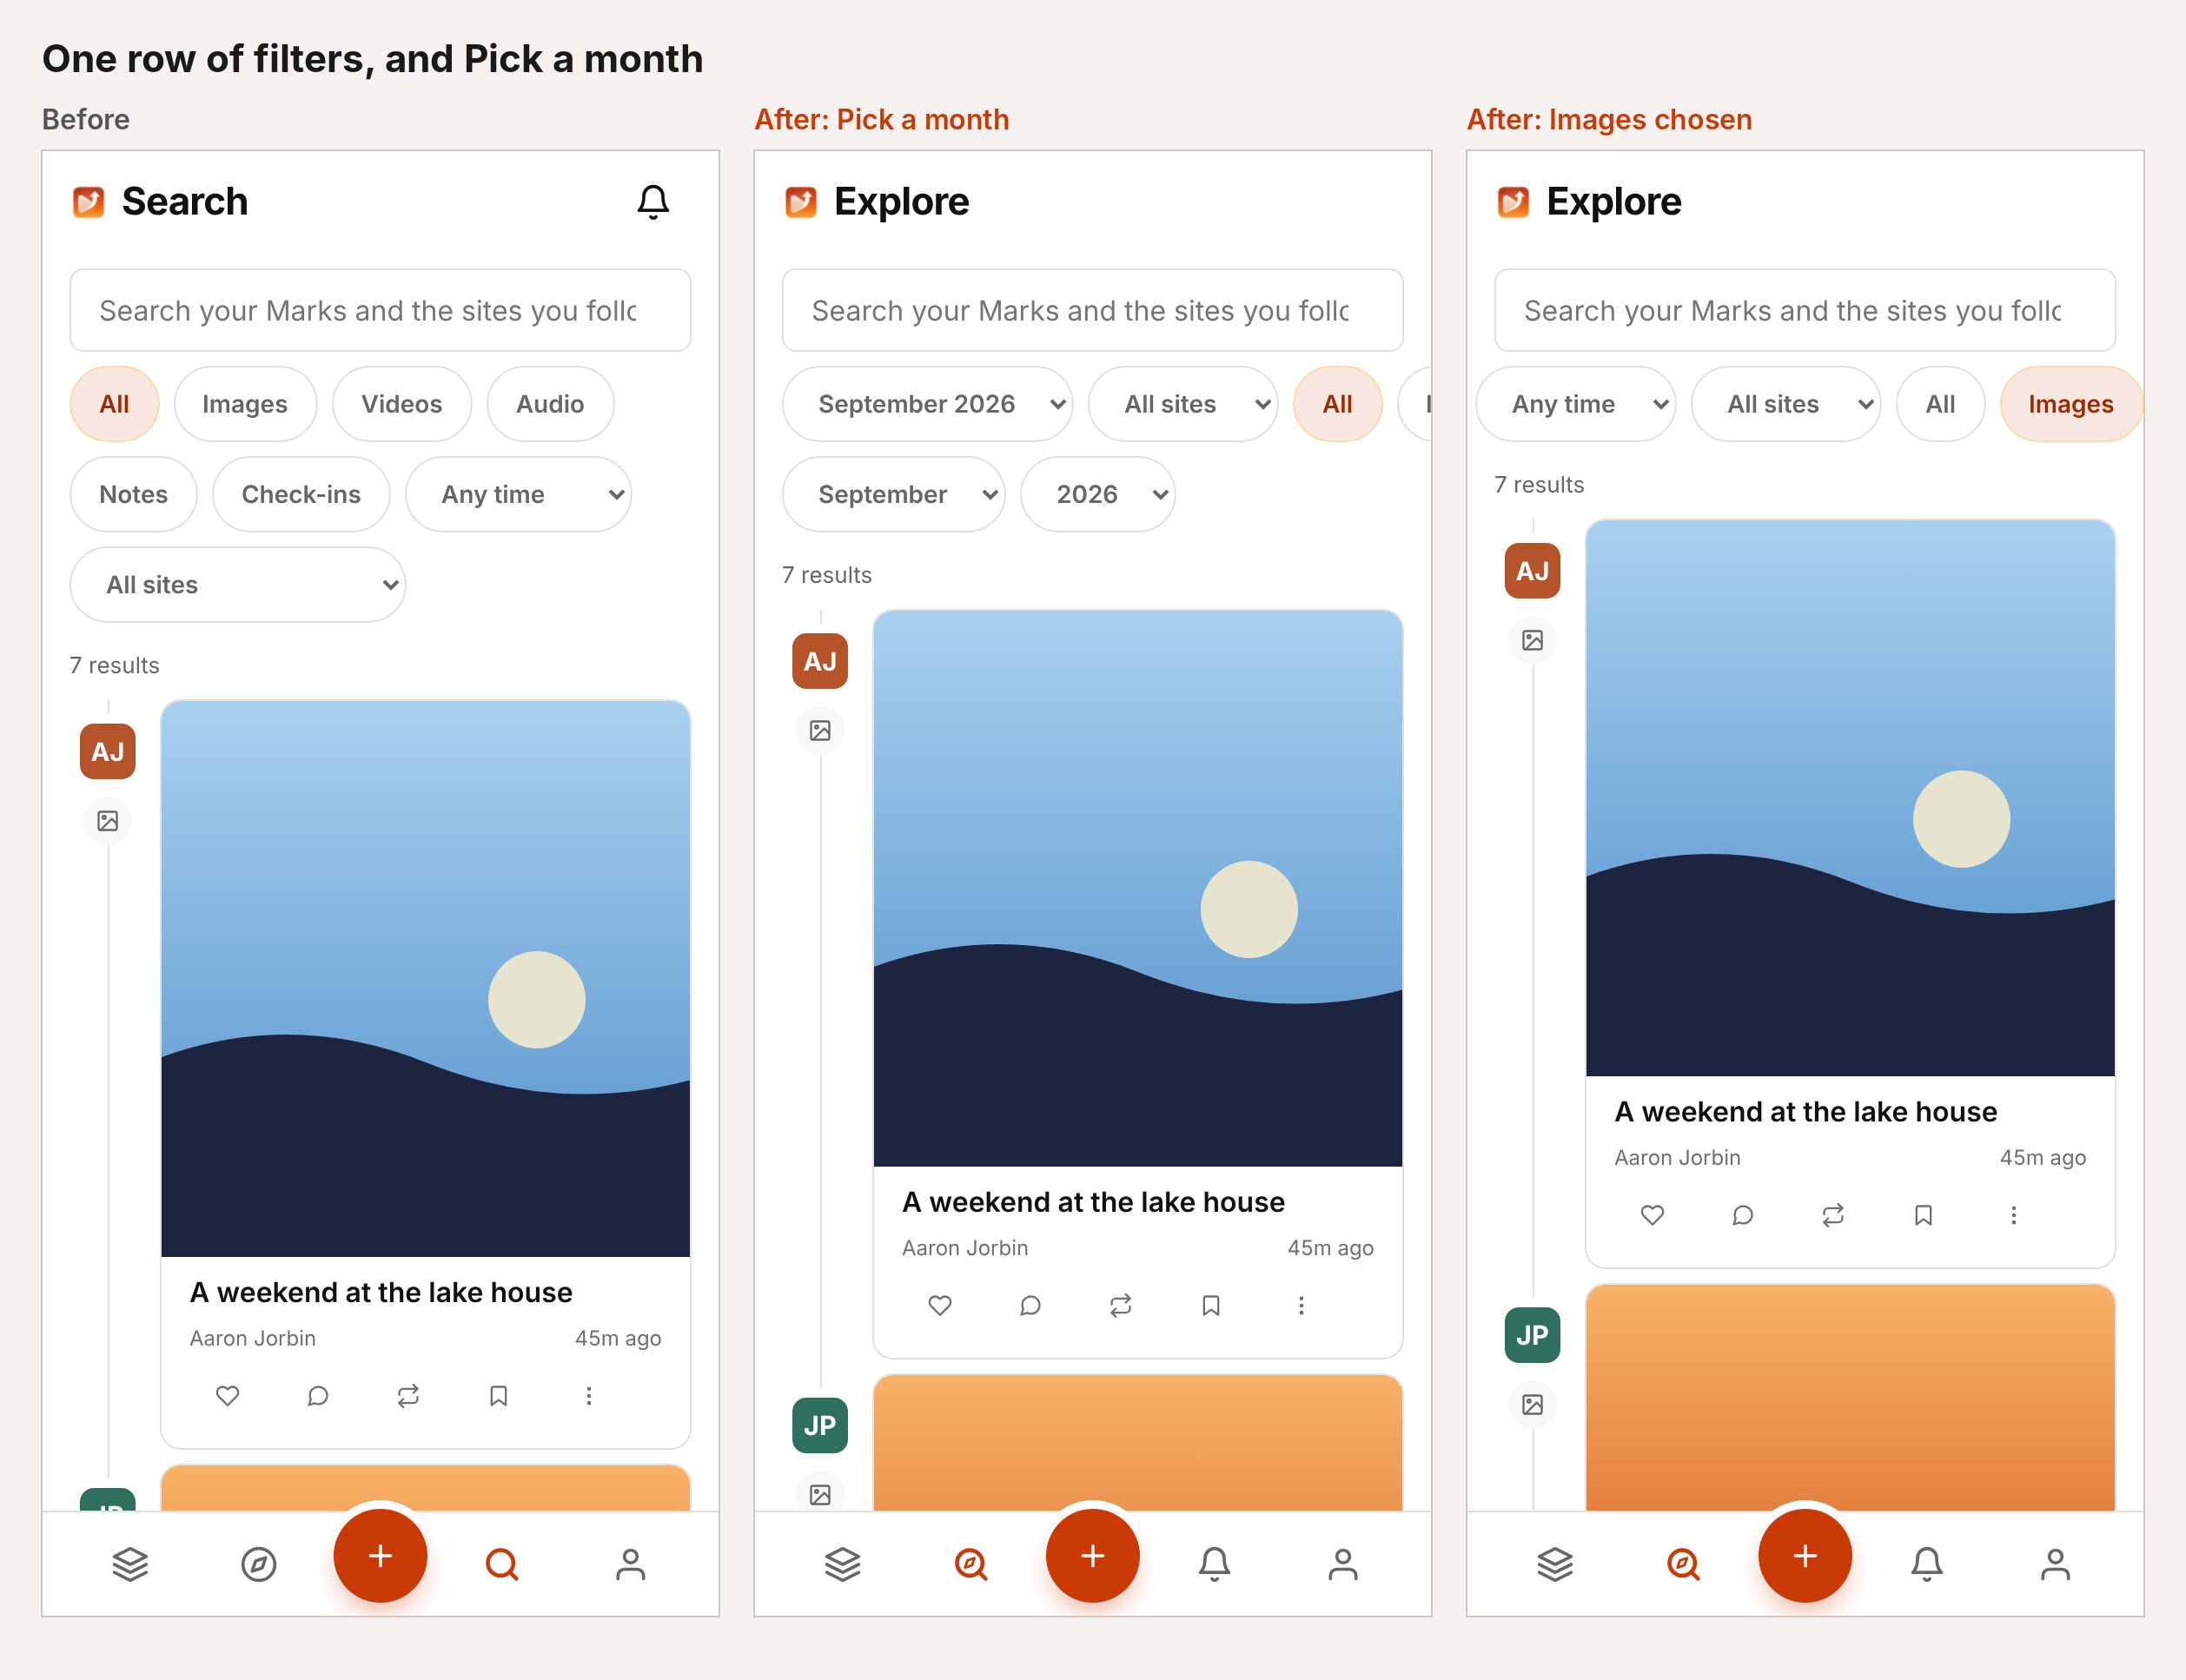 One row of filters, and Pick a month
Before
Search
Search your Marks and the sites you follo
All Images Videos Audio
Notes Check-ins Any time
All sites
7 results
AJ
A weekend at the lake house
Aaron Jorbin 45m ago
After: Pick a month
Explore
Search your Marks and the sites you follo
September 2026 All sites All
September 2026
7 results
AJ
A weekend at the lake house
Aaron Jorbin 45m ago
JP
After: Images chosen
Explore
Search your Marks and the sites you follo
Any time All sites All Images
7 results
AJ
A weekend at the lake house
Aaron Jorbin 45m ago
JP